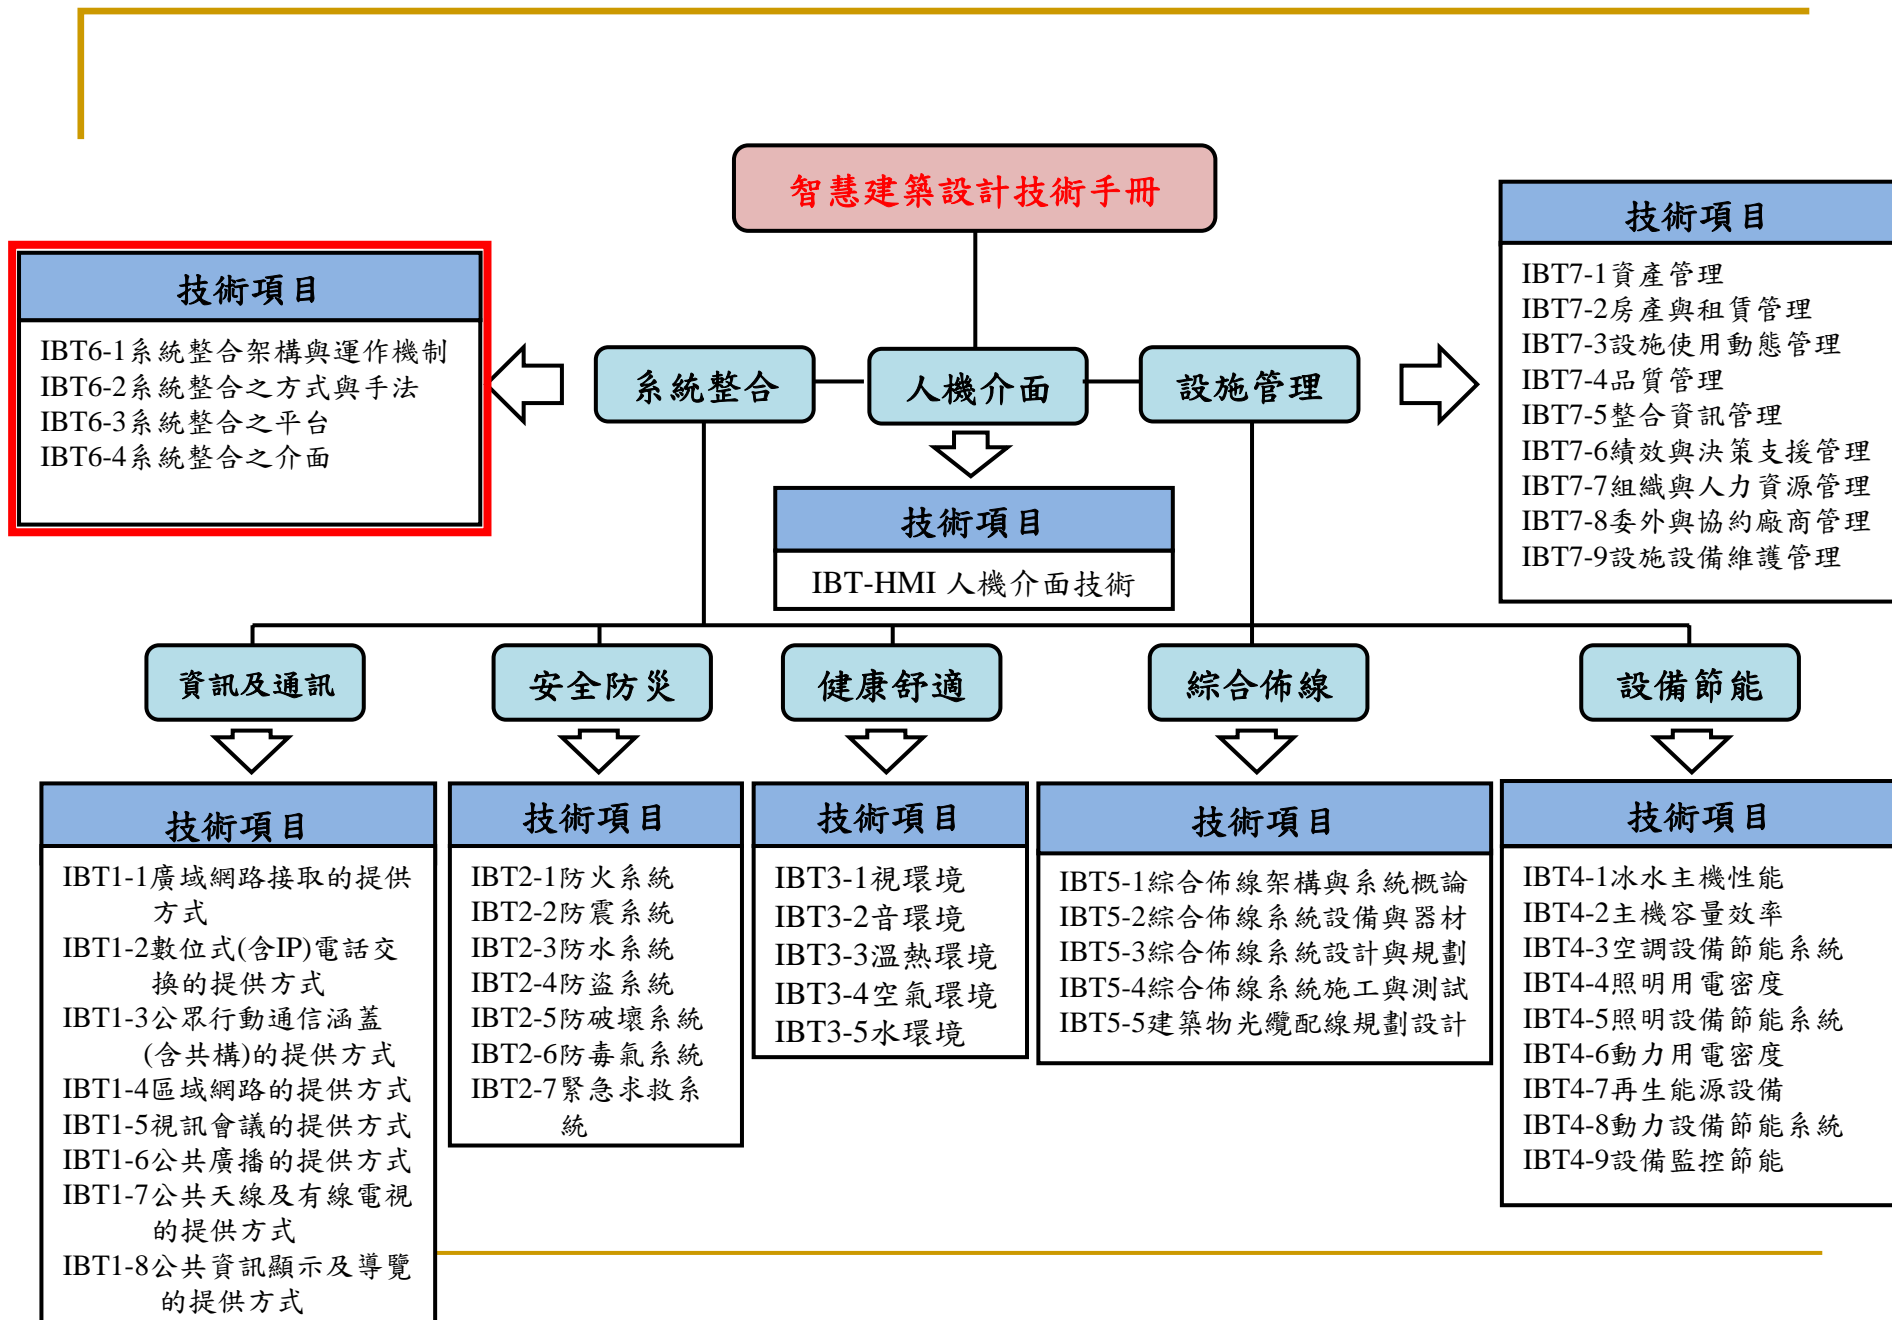 智慧建築設計技術手冊
技術項目
IBT6-1系統整合架構與運作機制
IBT6-2系統整合之方式與手法
IBT6-3系統整合之平台
IBT6-4系統整合之介面
系統整合
人機介面
設施管理
技術項目
IBT7-1資產管理
IBT7-2房產與租賃管理
IBT7-3設施使用動態管理
IBT7-4品質管理
IBT7-5整合資訊管理
IBT7-6績效與決策支援管理
IBT7-7組織與人力資源管理
IBT7-8委外與協約廠商管理
IBT7-9設施設備維護管理
技術項目
IBT-HMI 人機介面技術
資訊及通訊
安全防災
健康舒適
綜合佈線
設備節能
技術項目
IBT1-1廣域網路接取的提供
方式
IBT1-2數位式(含IP)電話交
換的提供方式
IBT1-3公眾行動通信涵蓋
(含共構)的提供方式
IBT1-4區域網路的提供方式
IBT1-5視訊會議的提供方式
IBT1-6公共廣播的提供方式
IBT1-7公共天線及有線電視
的提供方式
IBT1-8公共資訊顯示及導覽
的提供方式
技術項目
IBT2-1防火系統
IBT2-2防震系統
IBT2-3防水系統
IBT2-4防盜系統
IBT2-5防破壞系統
IBT2-6防毒氣系統
IBT2-7緊急求救系
統
技術項目
IBT3-1視環境
IBT3-2音環境
IBT3-3溫熱環境
IBT3-4空氣環境
IBT3-5水環境
技術項目
IBT5-1綜合佈線架構與系統概論
IBT5-2綜合佈線系統設備與器材
IBT5-3綜合佈線系統設計與規劃
IBT5-4綜合佈線系統施工與測試
IBT5-5建築物光纜配線規劃設計
技術項目
IBT4-1冰水主機性能
IBT4-2主機容量效率
IBT4-3空調設備節能系統
IBT4-4照明用電密度
IBT4-5照明設備節能系統
IBT4-6動力用電密度
IBT4-7再生能源設備
IBT4-8動力設備節能系統
IBT4-9設備監控節能